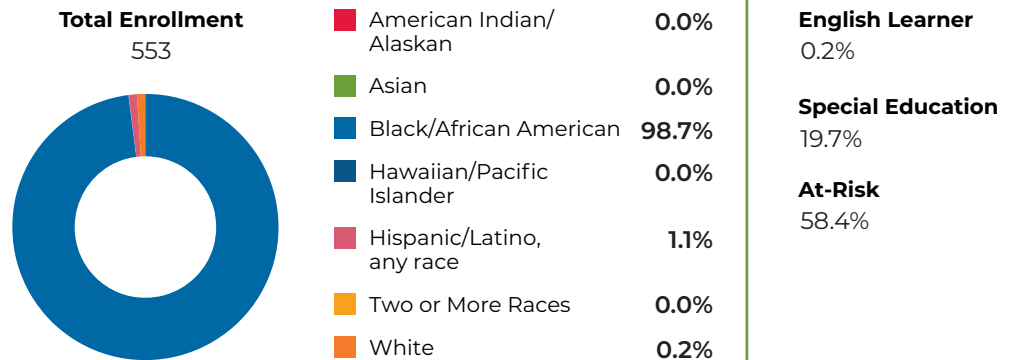 Total Enrollment
553
American Indian/
Alaskan
0.0%
Asian
0.0%
Black/African American
98.7%
Hawaiian/Pacific
Islander
0.0%
Hispanic/Latino,
any race
1.1%
Two or More Races
0.0%
White
0.2%
English Learner
0.2%
Special Education
19.7%
At-Risk
58.4%